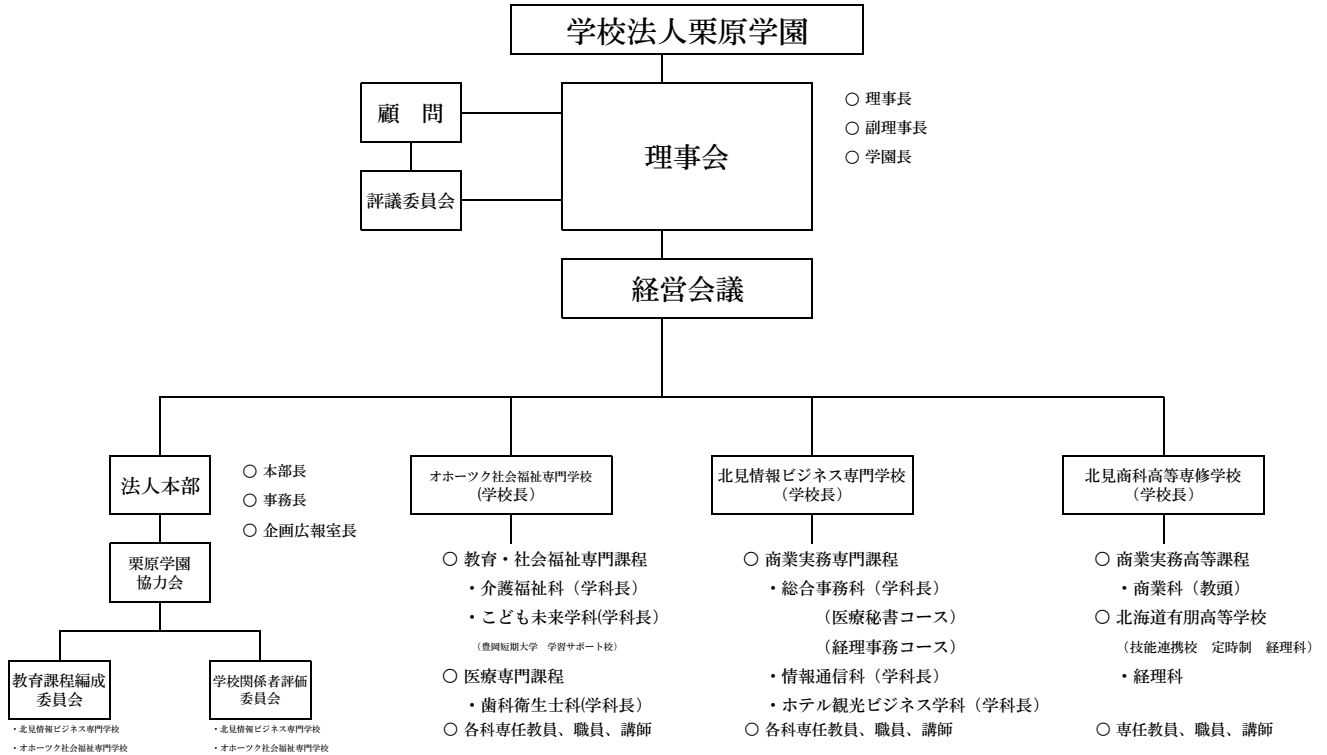 学校法人栗原学園
顧　問
理事会
〇 理事長
〇 副理事長
〇 学園長
評議委員会
経営会議
法人本部
〇 本部長
〇 事務長
〇 企画広報室長
栗原学園
協力会
教育課程編成
委員会
・北見情報ビジネス専門学校
・オホーツク社会福祉専門学校
学校関係者評価
委員会
・北見情報ビジネス専門学校
・オホーツク社会福祉専門学校
オホーツク社会福祉専門学校
(学校長）
〇 教育・社会福祉専門課程
・介護福祉科（学科長）
・こども未来学科(学科長）
（豊岡短期大学　学習サポート校）
〇 医療専門課程
・歯科衛生士科(学科長）
〇 各科専任教員、職員、講師
北見情報ビジネス専門学校
（学校長）
〇 商業実務専門課程
・総合事務科（学科長）
（医療秘書コース）
（経理事務コース）
・情報通信科（学科長）
・ホテル観光ビジネス学科（学科長）
〇 各科専任教員、職員、講師
北見商科高等専修学校
（学校長）
〇 商業実務高等課程
・商業科（教頭）
〇 北海道有朋高等学校
（技能連携校　定時制　経理科）
・経理科
〇 専任教員、職員、講師